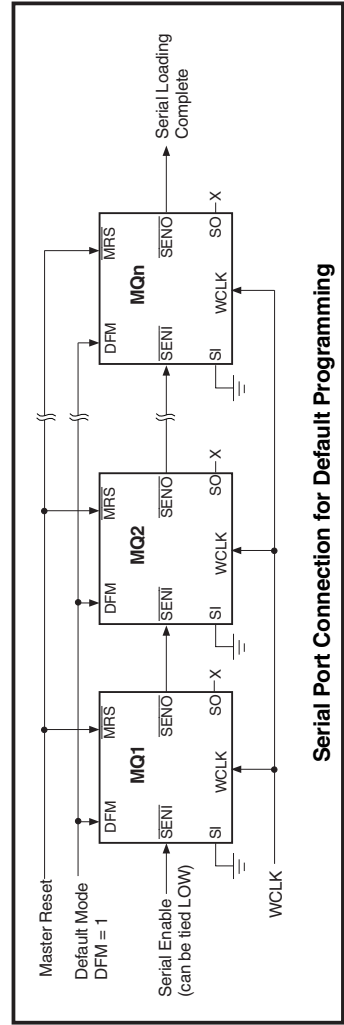 Master Reset
Default Mode
DFM = 1
DFM
MRS
DFM
MRS
DFM
MRS
MQ1
MQ2
MQn
Serial Enable
(can be tied LOW)
SENI
SENO
SENI
SENO
SENI
SENO
Serial Loading
Complete
SI
WCLK
SO
X
SI
WCLK
SO
X
SI
WCLK
SO
X
WCLK
Serial Port Connection for Default Programming